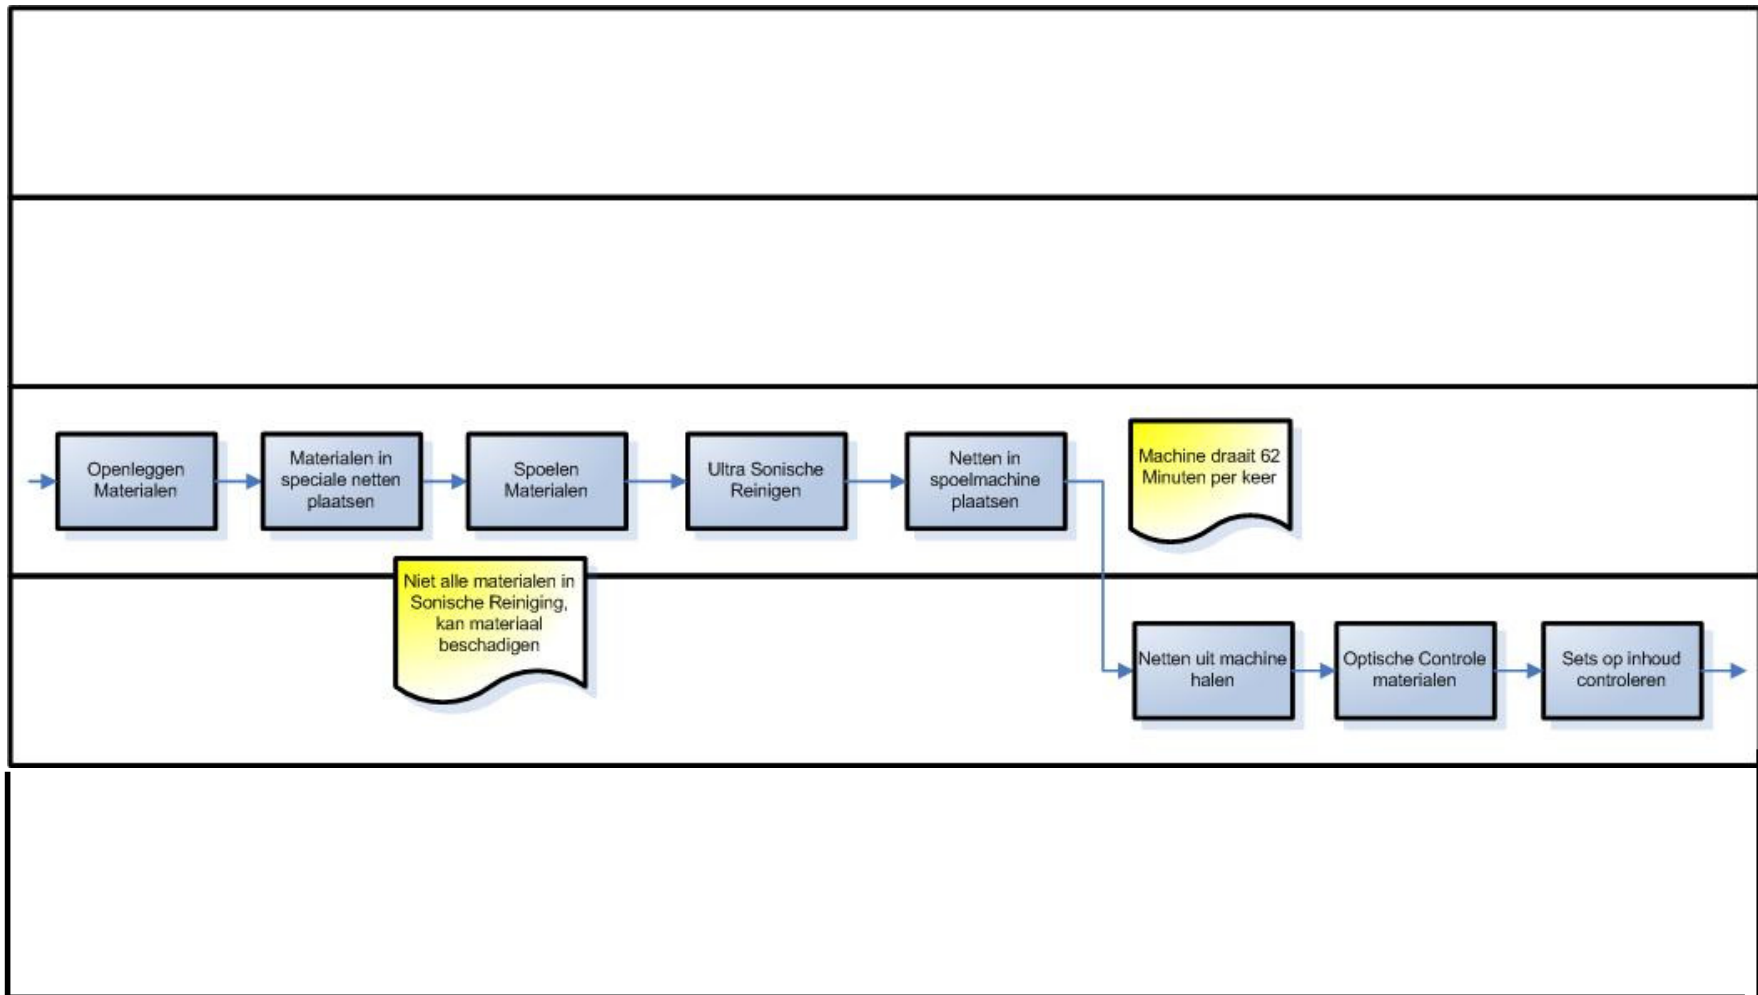 Openleggen
Materialen
Materialen in
speciale netten
plaatsen
Spoelen
Materialen
Ultra Sonische
Reinigen
Netten in
spoelmachine
plaatsen
Machine draait 62
Minuten per keer
Niet alle materialen in
Sonische Reiniging,
kan materiaal
beschadigen
Netten uit machine
halen
Optische Controle
materialen
Sets op inhoud
controleren